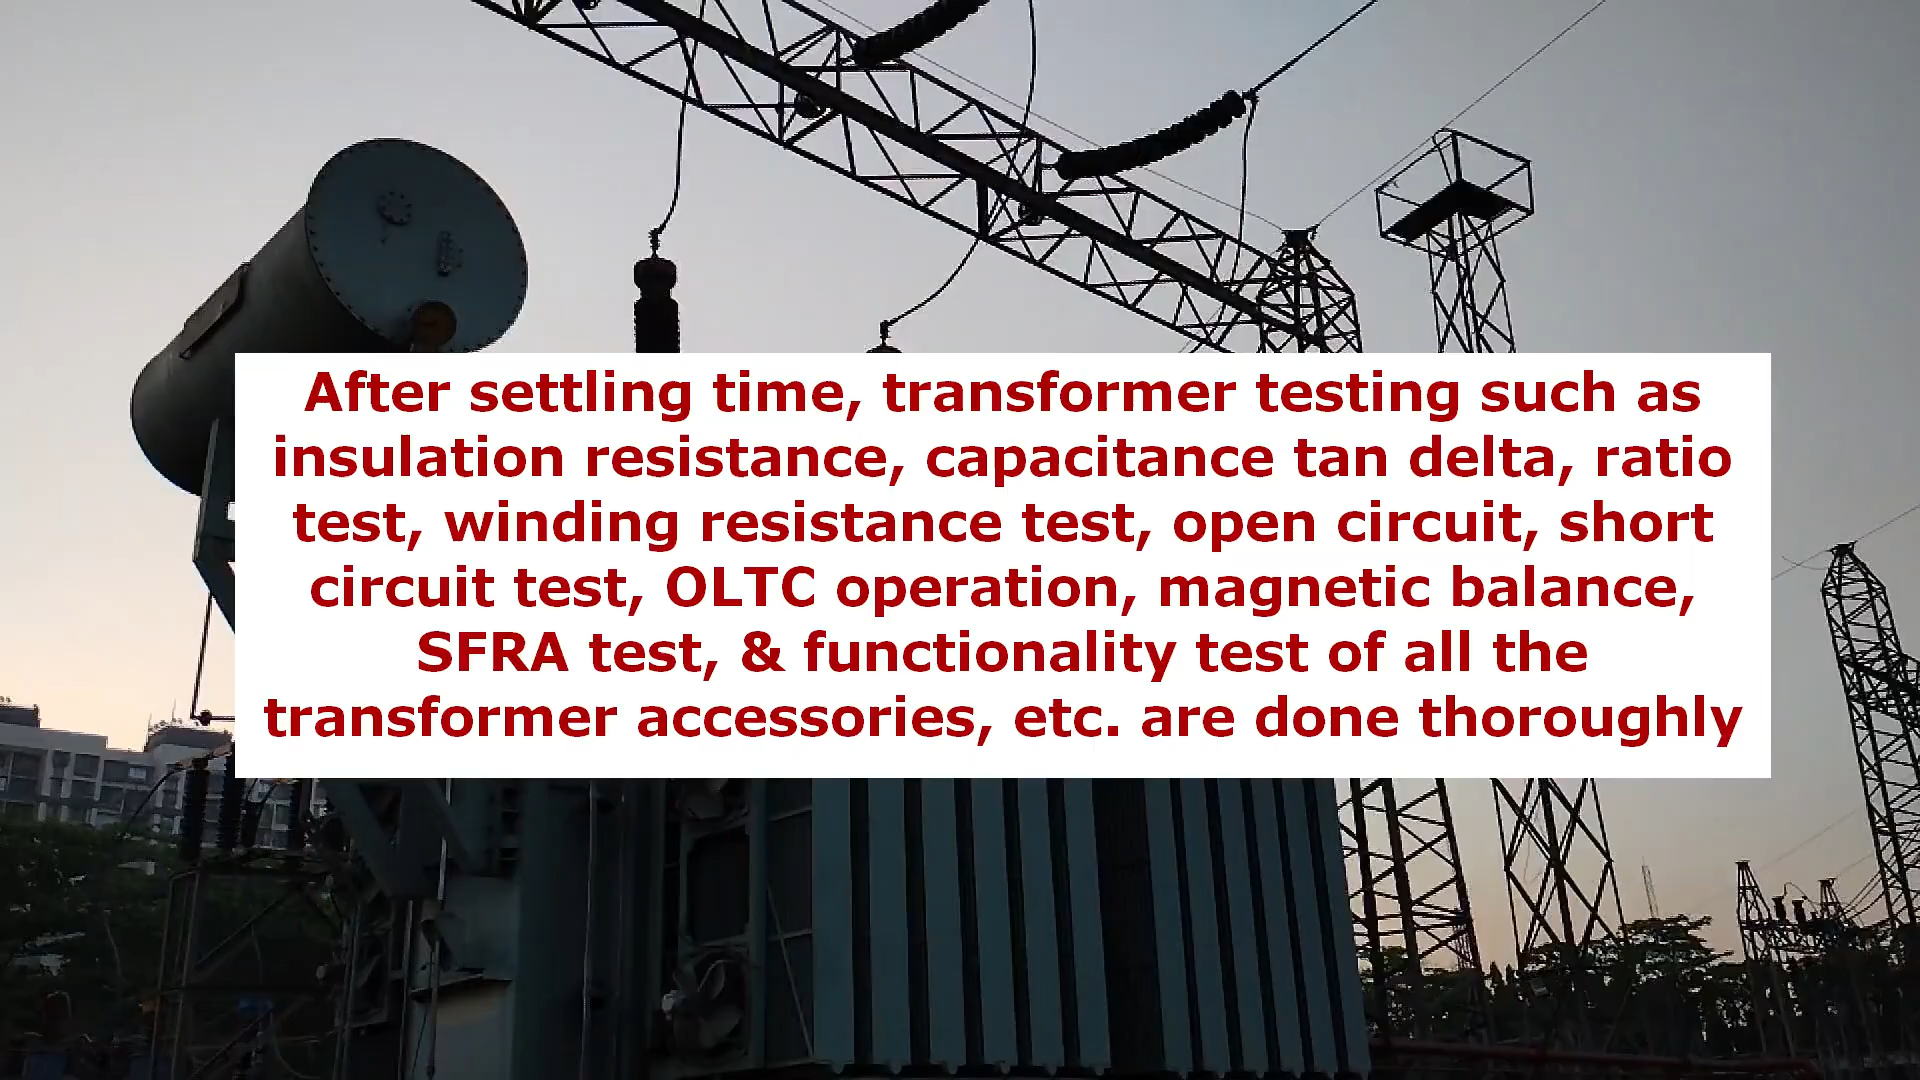 After settling time, transformer testing such as
insulation resistance, capacitance tan delta, ratio
test, winding resistance test, open circuit, short
circuit test, OLTC operation, magnetic balance,
SFRA test, & functionality test of all the
transformer accessories, etc. are done thoroughly